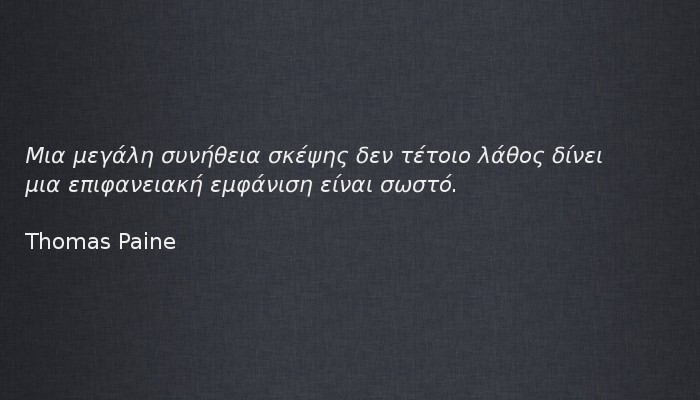 Μια μεγάλη συνήθεια σκέψης δεν τέτοιο λάθος δίνει
μια επιφανειακή εμφάνιση είναι σωστό.
Thomas Paine